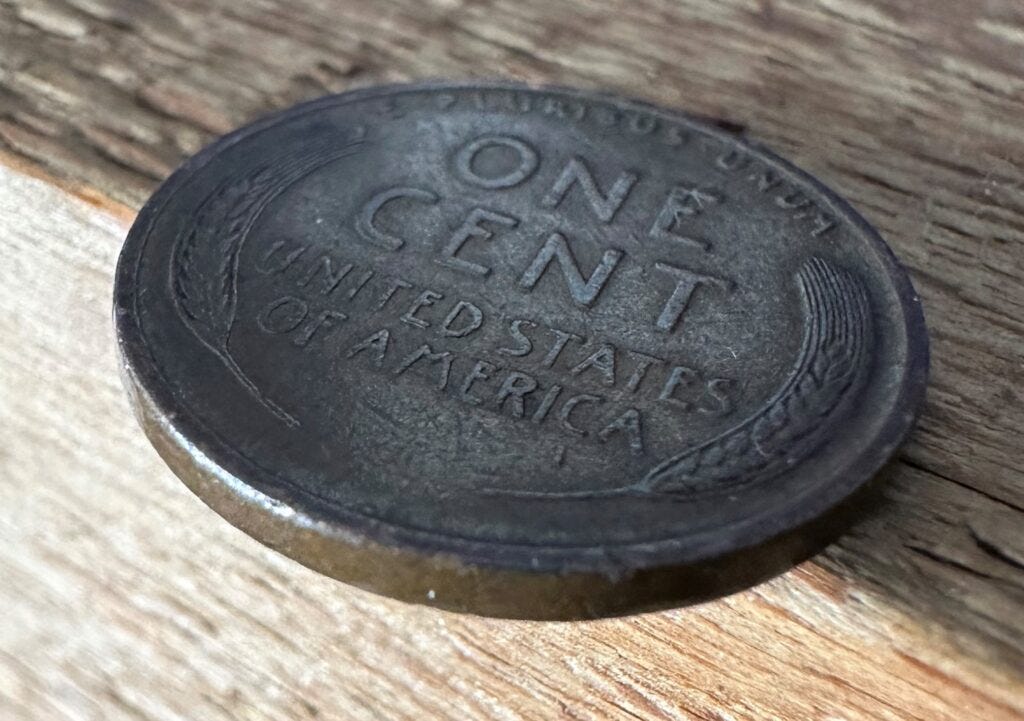 E PLURIBUS UNUM
ONE
CENT
UNITED STATES
OF AMERICA